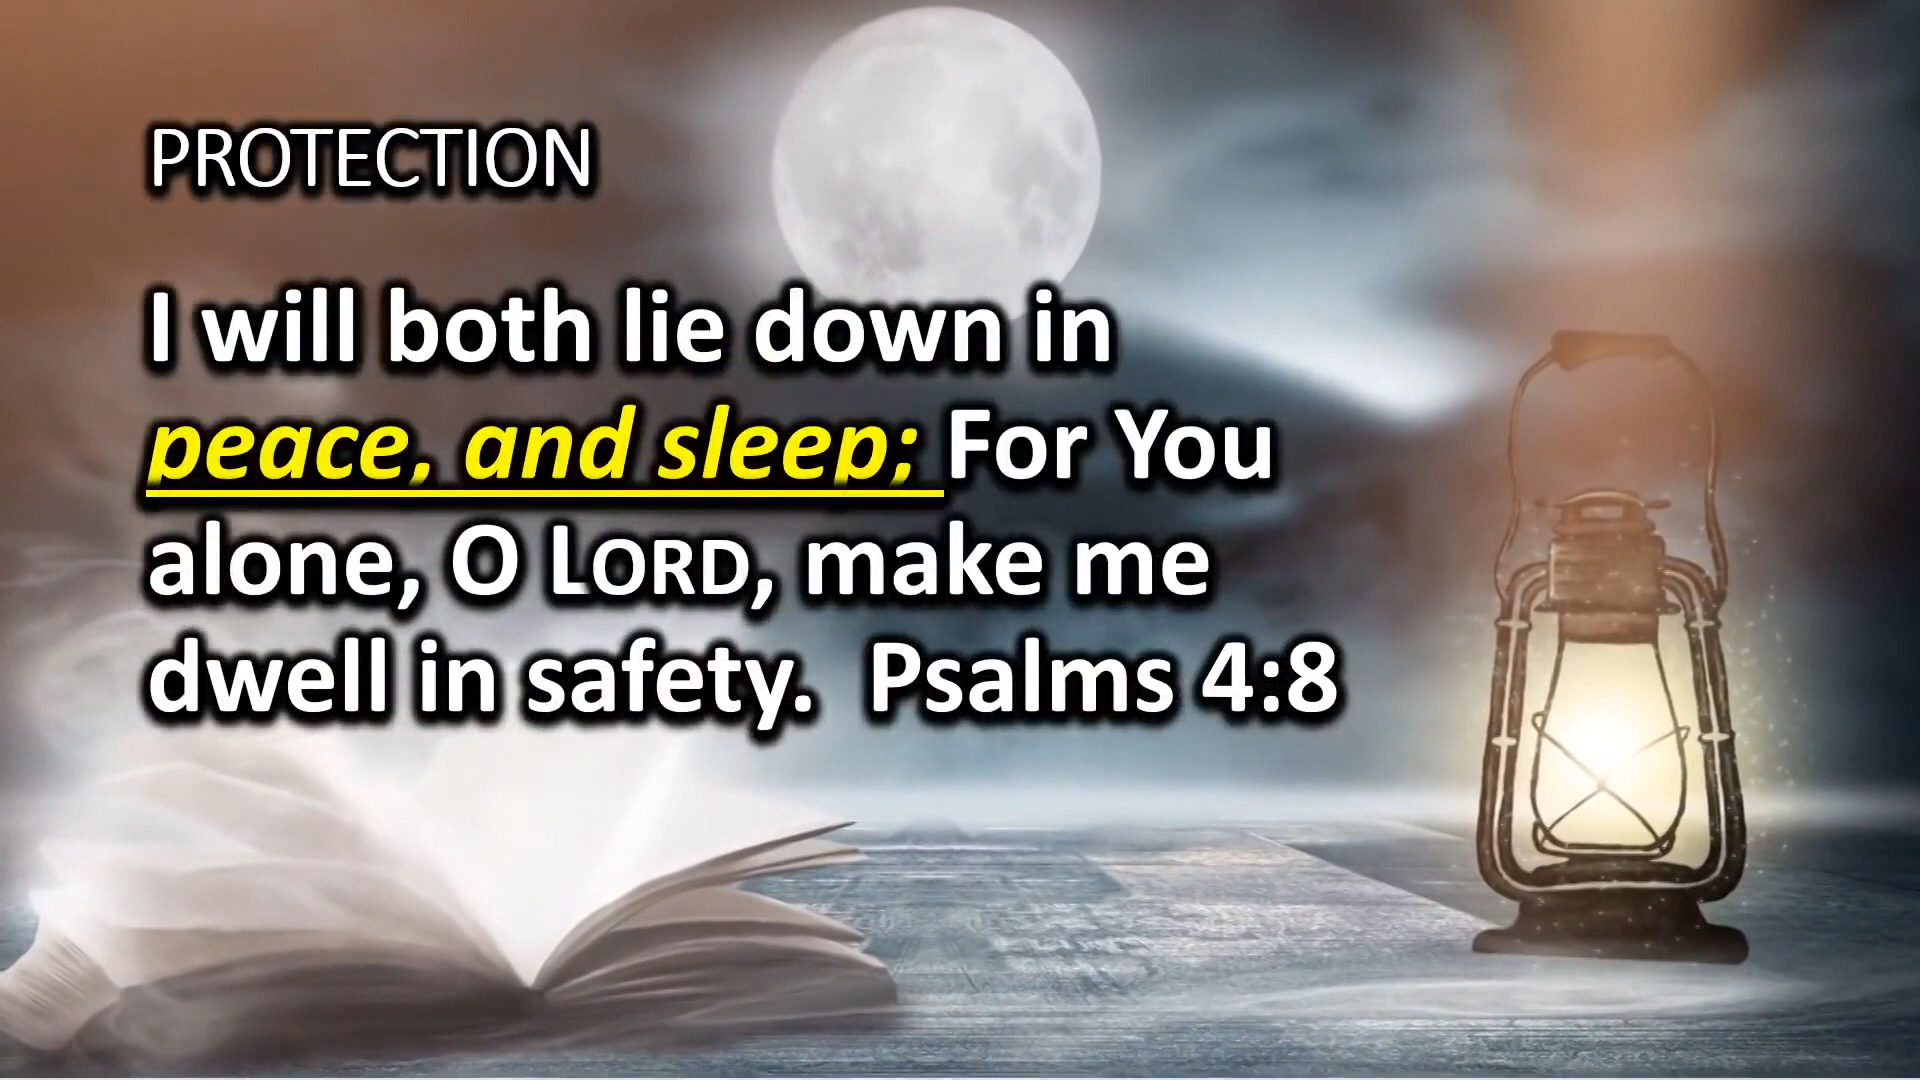 PROTECTION
I will both lie down in
peace, and sleep; For You
alone, O LORD, make me
dwell in safety.  Psalms 4:8